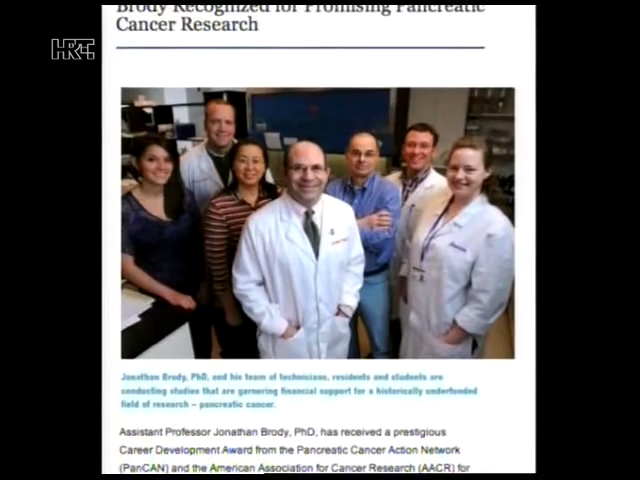 Brody Recognized for Promising Pancreatic
Cancer Research
HRT
Jonathan Brody, PhD, and his team of technicians, residents and students are
conducting studies that are garnering financial support for a historically underfunded
field of research – pancreatic cancer.
Assistant Professor Jonathan Brody, PhD, has received a prestigious
Career Development Award from the Pancreatic Cancer Action Network
(PanCAN) and the American Association for Cancer Research (AACR) for